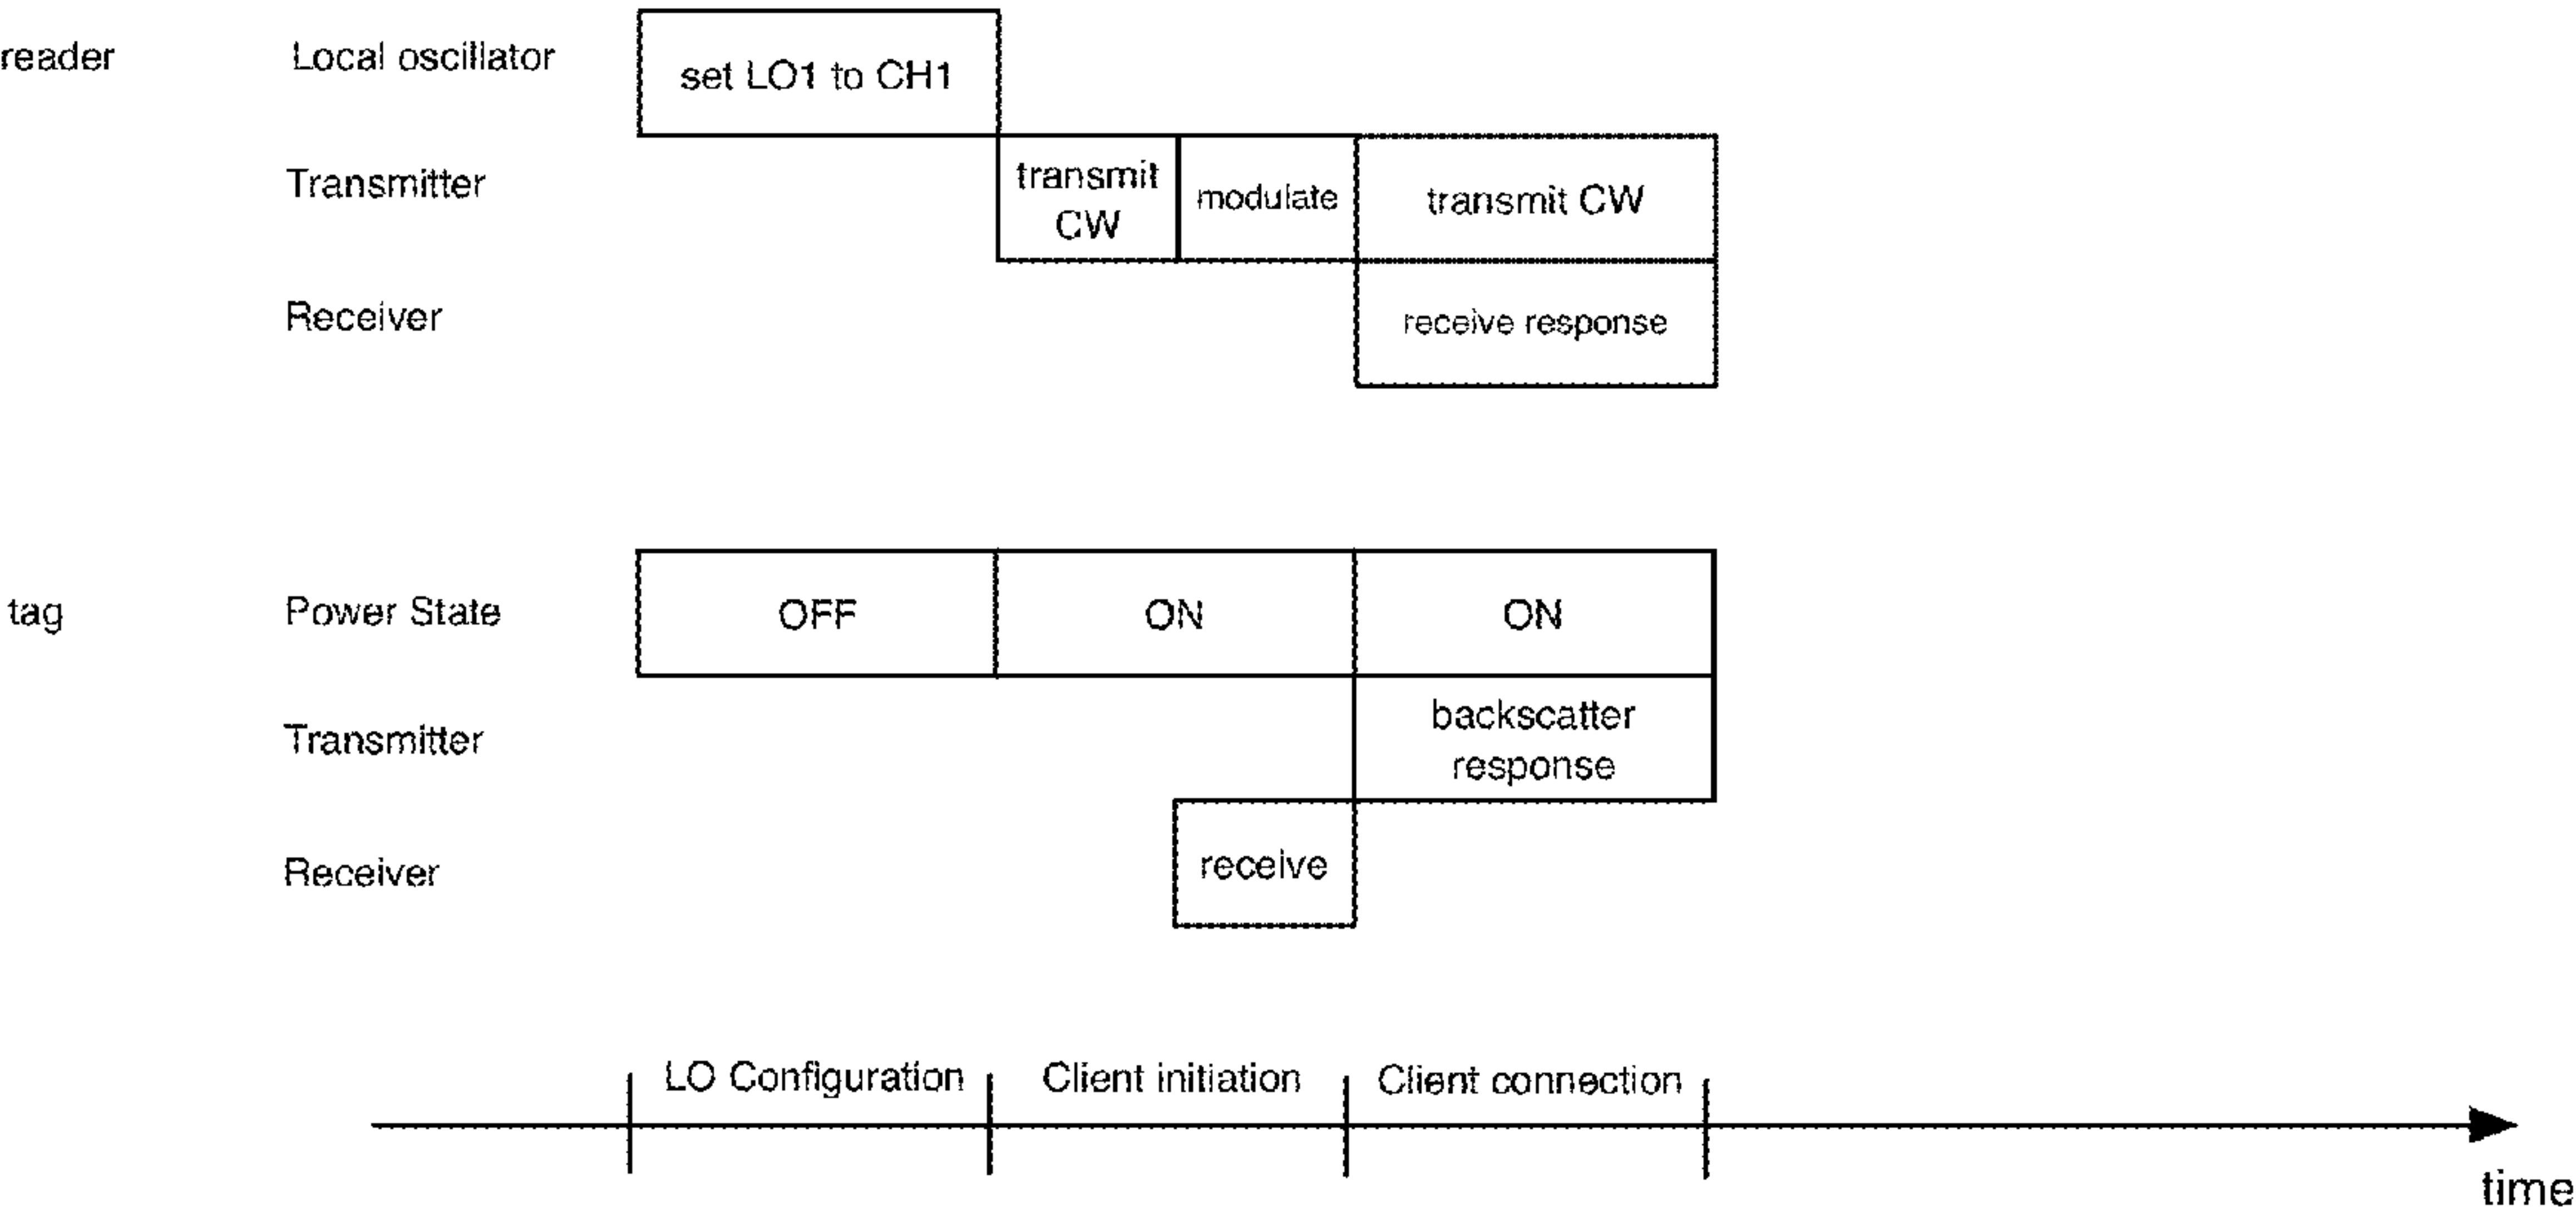 reader Local oscillator set LO1 to CH1
Transmitter transmit CW modulate transmit CW
Receiver receive response
tag Power State OFF ON ON
Transmitter backscatter response
Receiver receive
LO Configuration Client initiation Client connection
time